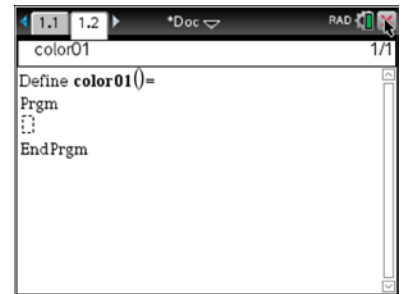 1.1 1.2 *Doc RAD
color01 1/1
Define color01()=
Prgm
EndPrgm